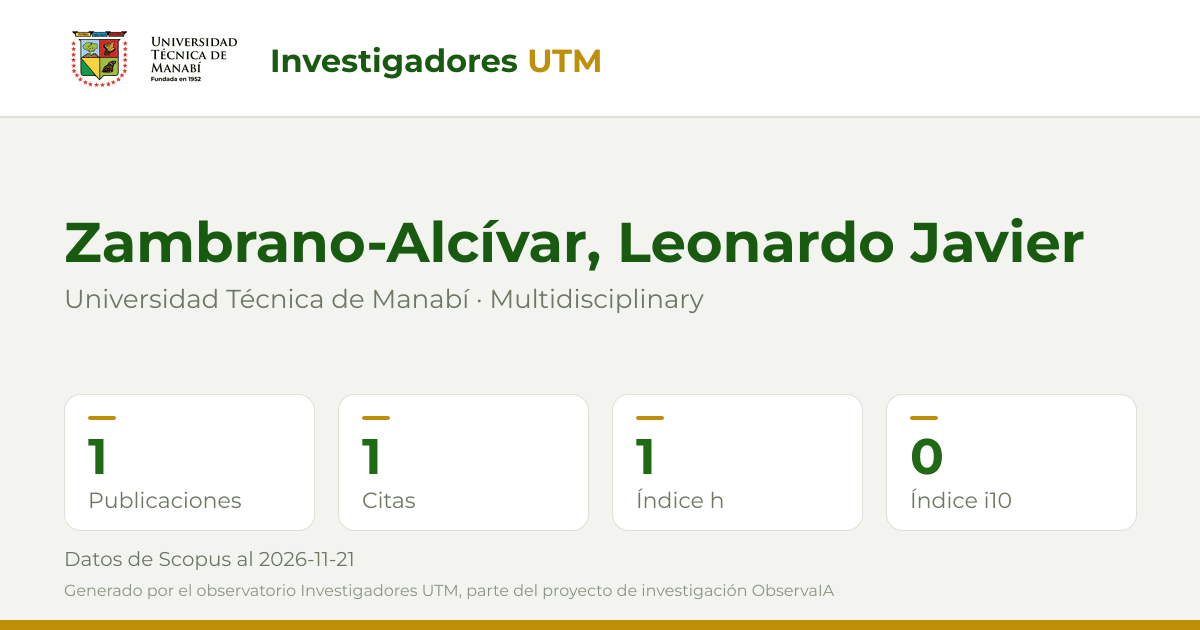 UNIVERSIDAD
TÉCNICA DE
MANABÍ
Fundada en 1952
Investigadores UTM
Zambrano-Alcívar, Leonardo Javier
Universidad Técnica de Manabí · Multidisciplinary
1
Publicaciones
1
Citas
1
Índice h
0
Índice i10
Datos de Scopus al 2026-11-21
Generado por el observatorio Investigadores UTM, parte del proyecto de investigación ObservaIA